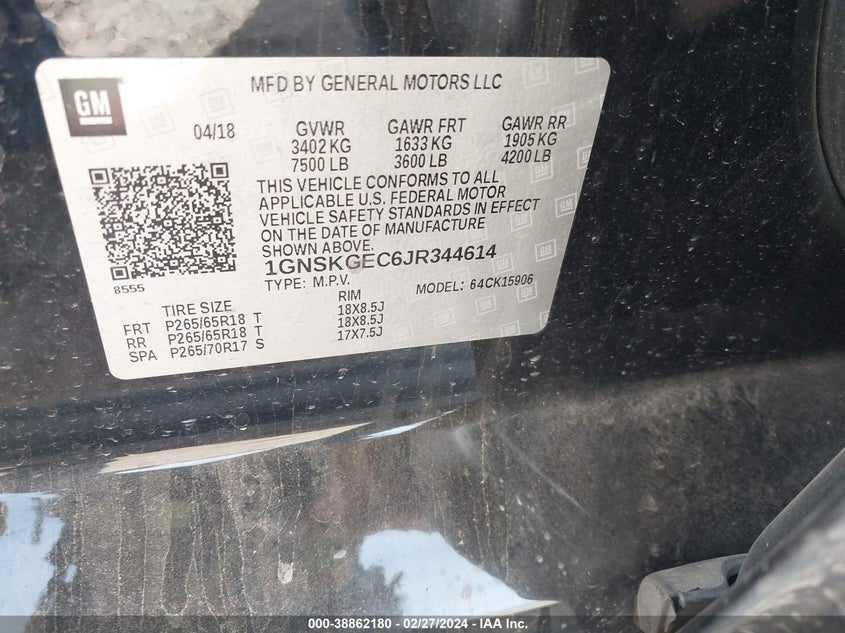 GM
MFD BY GENERAL MOTORS LLC
04/18 GVWR GAWR FRT GAWR RR
3402 KG 1633 KG 1905 KG
7500 LB 3600 LB 4200 LB
THIS VEHICLE CONFORMS TO ALL
APPLICABLE U.S. FEDERAL MOTOR
VEHICLE SAFETY STANDARDS IN EFFECT
ON THE DATE OF MANUFACTURE
SHOWN ABOVE.
1GNSKGEC6JR344614
8555
TYPE: M.P.V. MODEL: 64CK15906
TIRE SIZE RIM
FRT P265/65R18 T 18X8.5J
RR P265/65R18 T 18X8.5J
SPA P265/70R17 S 17X7.5J
000-38862180 - 02/27/2024 - IAA Inc.